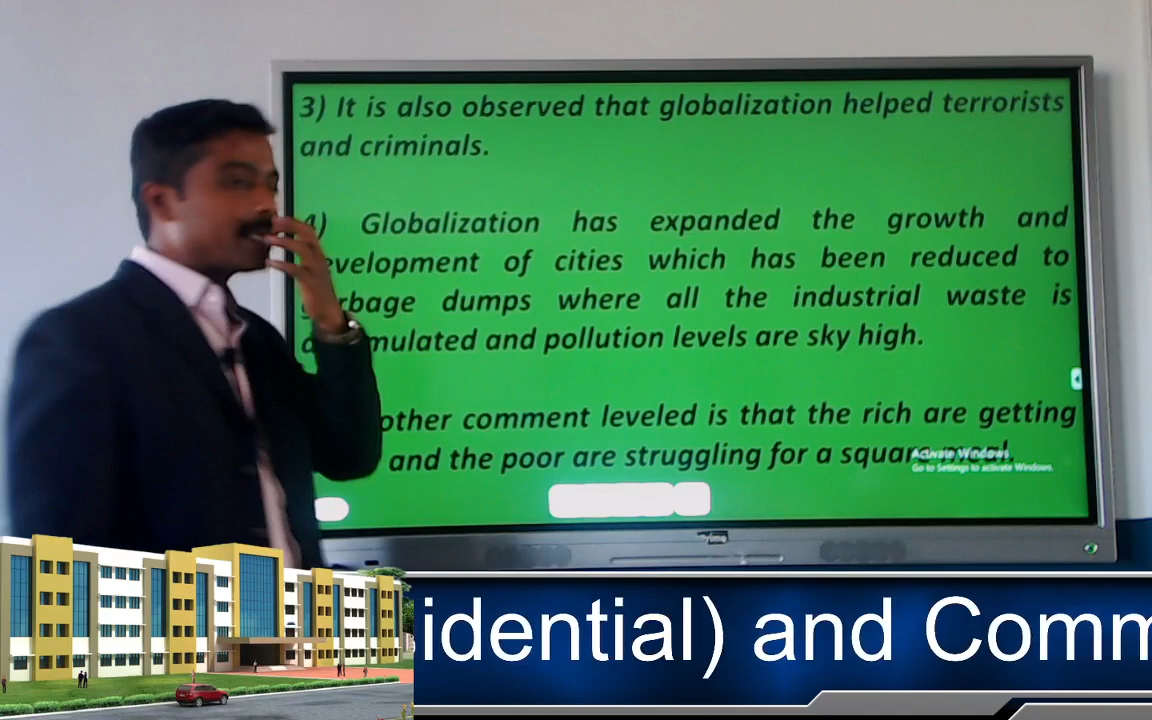 3) It is also observed that globalization helped terrorists
and criminals.
4) Globalization has expanded the growth and
evelopment of cities which has been reduced to
rbage dumps where all the industrial waste is
mulated and pollution levels are sky high.
other comment leveled is that the rich are getting
and the poor are struggling for a square meal.
Activate Windows
Go to Settings to activate Windows.
Prime
idential) and Comm